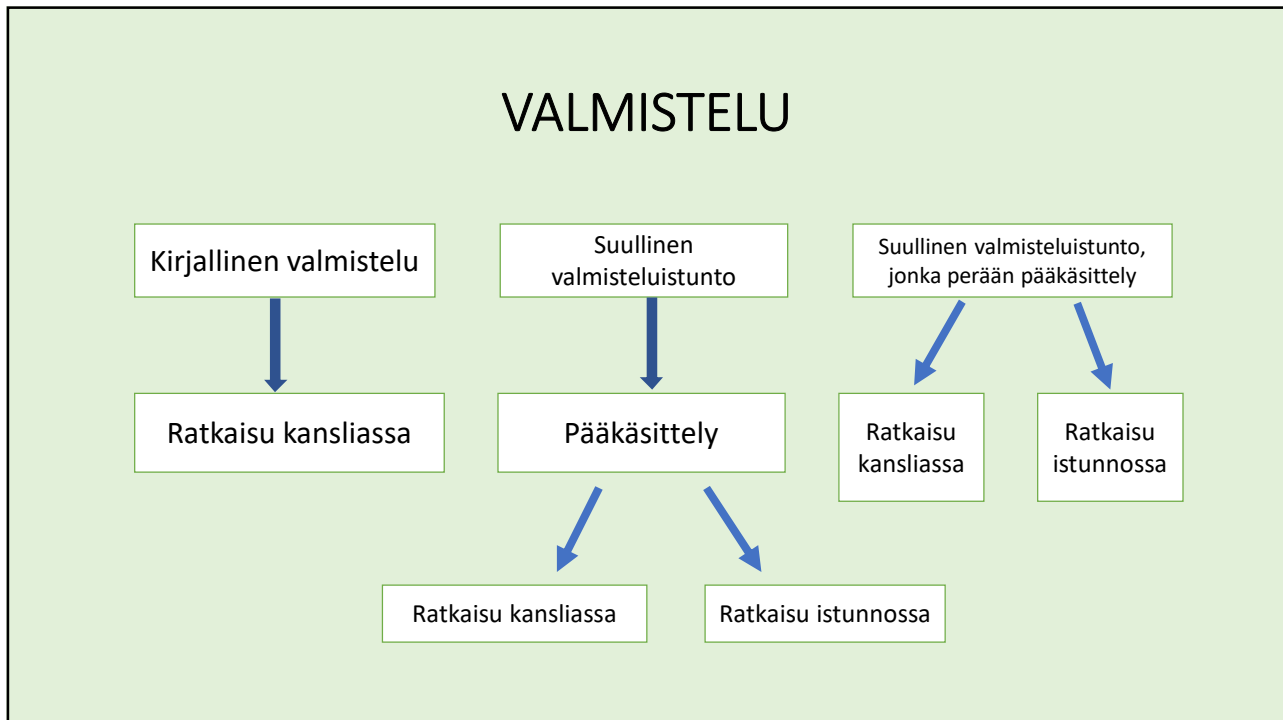 VALMISTELU
Kirjallinen valmistelu
Suullinen
valmisteluistunto
Suullinen valmisteluistunto,
jonka perään pääkäsittely
Ratkaisu kansliassa
Pääkäsittely
Ratkaisu
kansliassa
Ratkaisu
istunnossa
Ratkaisu kansliassa
Ratkaisu istunnossa